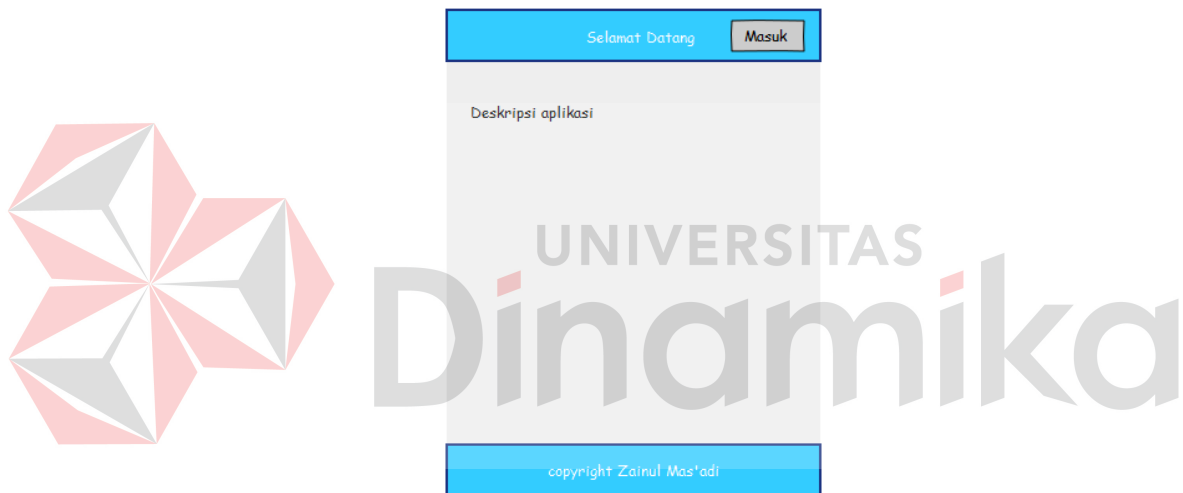 Selamat Datang Masuk
Deskripsi aplikasi
UNIVERSITAS
Dinamika
copyright Zainul Mas'adi